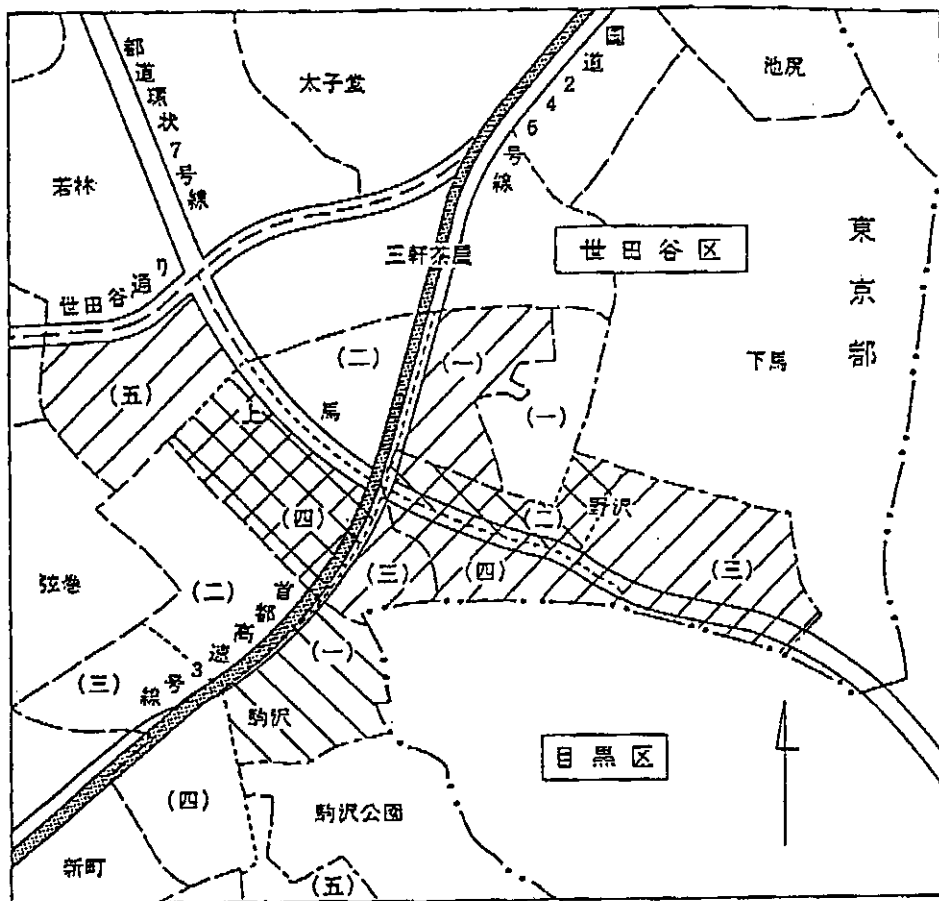 都道環状7号線
太子堂
国道246号線
池尻
若林
三軒茶屋
世田谷区
東京都
世田谷通り
(二)
(一)
下馬
(五)
上馬
(一)
(四)
(二)
野沢
弦巻
(二)
首都高速3号線
(三)
(四)
(三)
(一)
(三)
駒沢
目黒区
(四)
駒沢公園
新町
(五)